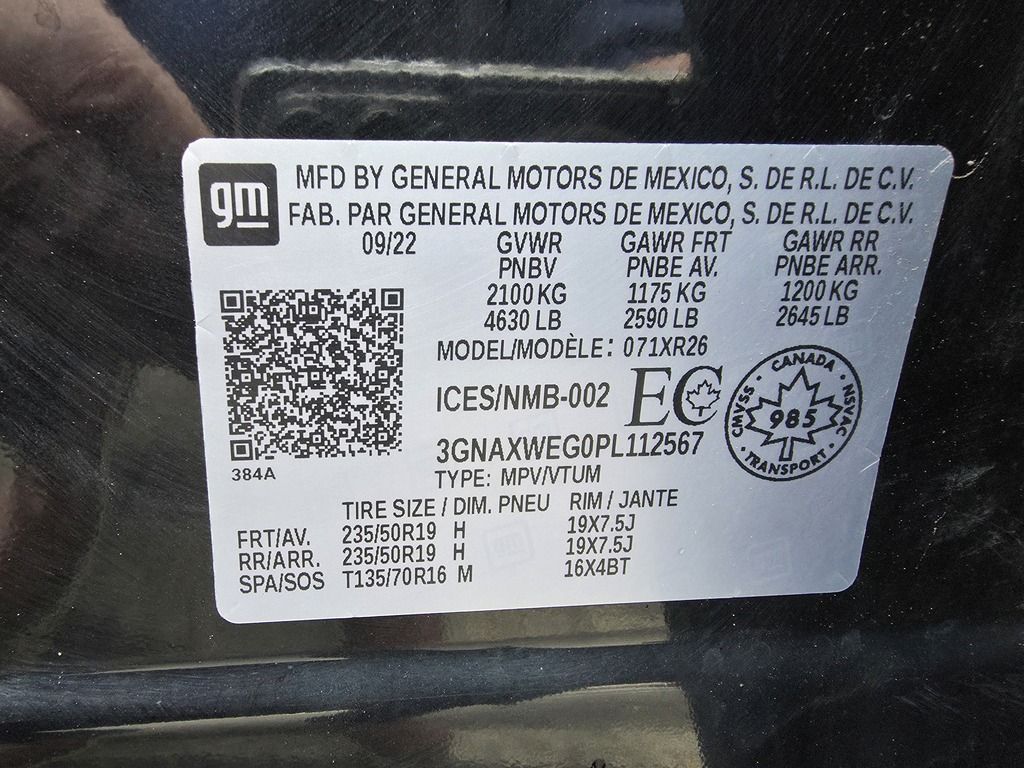 gm
MFD BY GENERAL MOTORS DE MEXICO, S. DE R.L. DE C.V.
FAB. PAR GENERAL MOTORS DE MEXICO, S. DE R.L. DE C.V.
09/22 GVWR GAWR FRT GAWR RR
PNBV PNBE AV. PNBE ARR.
2100 KG 1175 KG 1200 KG
4630 LB 2590 LB 2645 LB
MODEL/MODÈLE: 071XR26
ICES/NMB-002 EC
CANADA
CMVSS 985 NSVAC
TRANSPORT
3GNAXWEG0PL112567
384A
TYPE: MPV/VTUM
TIRE SIZE / DIM. PNEU RIM / JANTE
FRT/AV. 235/50R19 H 19X7.5J
RR/ARR. 235/50R19 H 19X7.5J
SPA/SOS T135/70R16 M 16X4BT